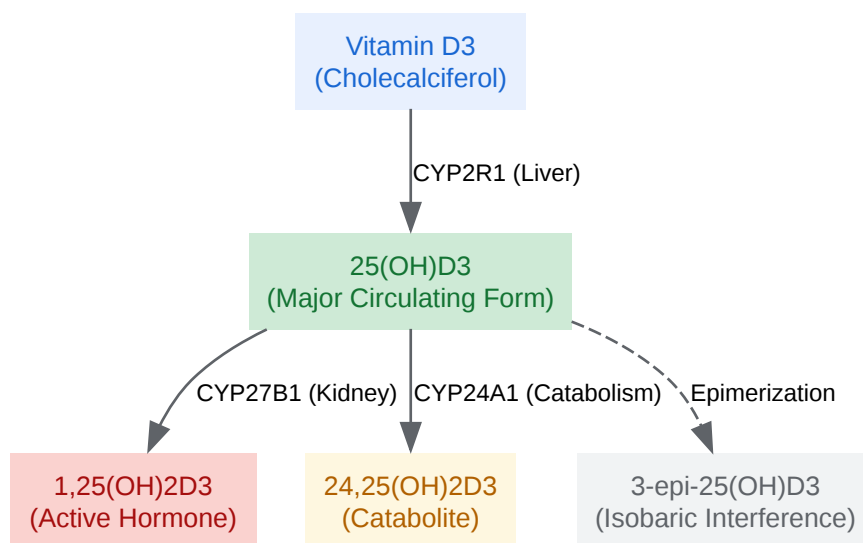 Vitamin D3
(Cholecalciferol)
CYP2R1 (Liver)
25(OH)D3
(Major Circulating Form)
CYP27B1 (Kidney)
CYP24A1 (Catabolism)
Epimerization
1,25(OH)2D3
(Active Hormone)
24,25(OH)2D3
(Catabolite)
3-epi-25(OH)D3
(Isobaric Interference)